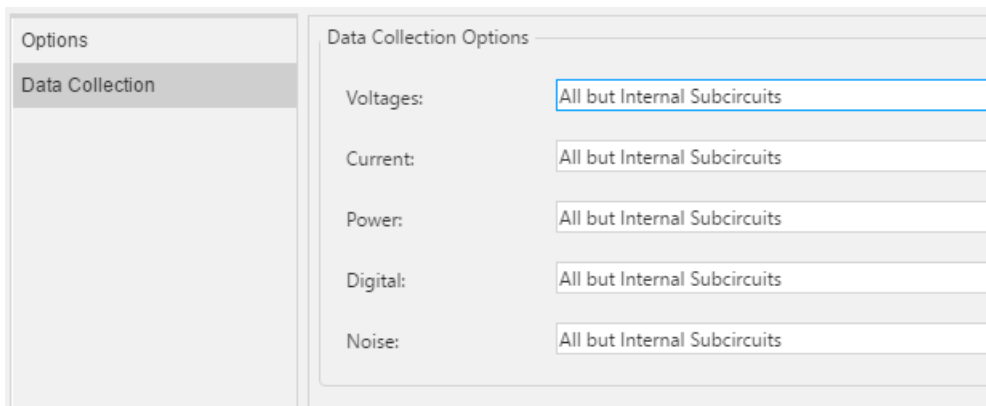 Options
Data Collection
Data Collection Options
Voltages: All but Internal Subcircuits
Current: All but Internal Subcircuits
Power: All but Internal Subcircuits
Digital: All but Internal Subcircuits
Noise: All but Internal Subcircuits